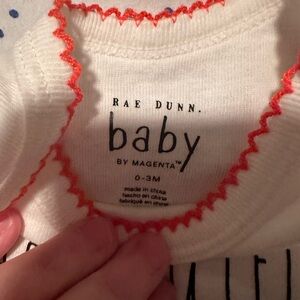 RAE DUNN.
baby
BY MAGENTA™
0-3M
made in china
hecho en china
fabriqué en chine